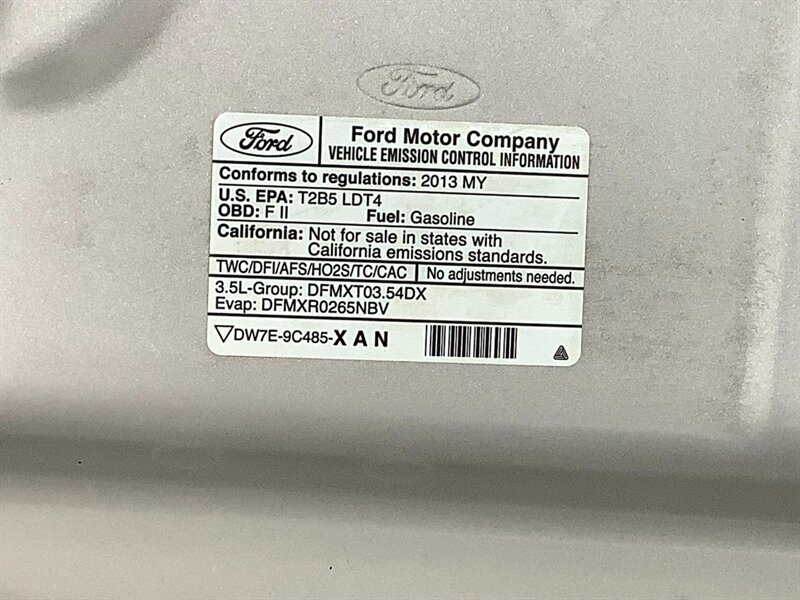 Ford
Ford
Ford Motor Company
VEHICLE EMISSION CONTROL INFORMATION
Conforms to regulations: 2013 MY
U.S. EPA: T2B5 LDT4
OBD: F II Fuel: Gasoline
California: Not for sale in states with
California emissions standards.
TWC/DFI/AFS/HO2S/TC/CAC No adjustments needed.
3.5L-Group: DFMXT03.54DX
Evap: DFMXR0265NBV
DW7E-9C485-XAN